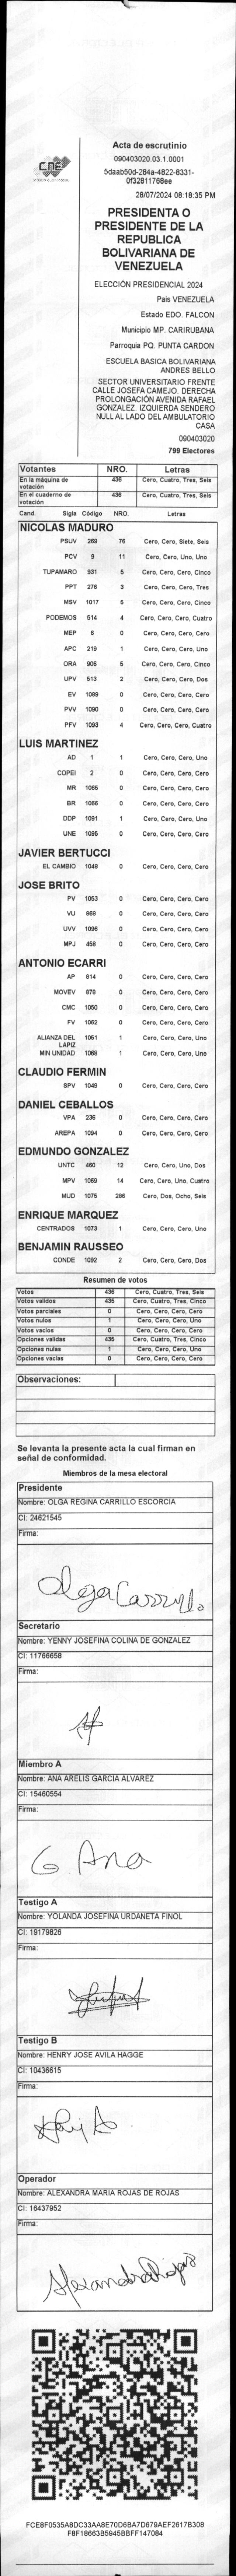 CNE
Acta de escrutinio
090403020.03.1.0001
5daab50d-284a-4822-8331-
0f32811768ee
28/07/2024 08:18:35 PM
PRESIDENTA O
PRESIDENTE DE LA
REPUBLICA
BOLIVARIANA DE
VENEZUELA
ELECCIÓN PRESIDENCIAL 2024
Pais VENEZUELA
Estado EDO. FALCON
Municipio MP. CARIRUBANA
Parroquia PQ. PUNTA CARDON
ESCUELA BASICA BOLIVARIANA
ANDRES BELLO
SECTOR UNIVERSITARIO FRENTE
CALLE JOSEFA CAMEJO. DERECHA
PROLONGACIÓN AVENIDA RAFAEL
GONZALEZ. IZQUIERDA SENDERO
NULL AL LADO DEL AMBULATORIO
CASA
090403020
799 Electores
Votantes NRO. Letras
En la máquina de votación 436 Cero, Cuatro, Tres, Seis
En el cuaderno de votación 436 Cero, Cuatro, Tres, Seis
Cand. Sigla Código NRO. Letras
NICOLAS MADURO
PSUV 269 76 Cero, Cero, Siete, Seis
PCV 9 11 Cero, Cero, Uno, Uno
TUPAMARO 931 5 Cero, Cero, Cero, Cinco
PPT 276 3 Cero, Cero, Cero, Tres
MSV 1017 5 Cero, Cero, Cero, Cinco
PODEMOS 514 4 Cero, Cero, Cero, Cuatro
MEP 6 0 Cero, Cero, Cero, Cero
APC 219 1 Cero, Cero, Cero, Uno
ORA 906 5 Cero, Cero, Cero, Cinco
UPV 513 2 Cero, Cero, Cero, Dos
EV 1089 0 Cero, Cero, Cero, Cero
PVV 1090 0 Cero, Cero, Cero, Cero
PFV 1093 4 Cero, Cero, Cero, Cuatro
LUIS MARTINEZ
AD 1 1 Cero, Cero, Cero, Uno
COPEI 2 0 Cero, Cero, Cero, Cero
MR 1065 0 Cero, Cero, Cero, Cero
BR 1066 0 Cero, Cero, Cero, Cero
DDP 1091 1 Cero, Cero, Cero, Uno
UNE 1095 0 Cero, Cero, Cero, Cero
JAVIER BERTUCCI
EL CAMBIO 1048 0 Cero, Cero, Cero, Cero
JOSE BRITO
PV 1053 0 Cero, Cero, Cero, Cero
VU 868 0 Cero, Cero, Cero, Cero
UVV 1096 0 Cero, Cero, Cero, Cero
MPJ 458 0 Cero, Cero, Cero, Cero
ANTONIO ECARRI
AP 814 0 Cero, Cero, Cero, Cero
MOVEV 878 0 Cero, Cero, Cero, Cero
CMC 1050 0 Cero, Cero, Cero, Cero
FV 1062 0 Cero, Cero, Cero, Cero
ALIANZA DEL LAPIZ 1051 1 Cero, Cero, Cero, Uno
MIN UNIDAD 1068 1 Cero, Cero, Cero, Uno
CLAUDIO FERMIN
SPV 1049 0 Cero, Cero, Cero, Cero
DANIEL CEBALLOS
VPA 236 0 Cero, Cero, Cero, Cero
AREPA 1094 0 Cero, Cero, Cero, Cero
EDMUNDO GONZALEZ
UNTC 460 12 Cero, Cero, Uno, Dos
MPV 1069 14 Cero, Cero, Uno, Cuatro
MUD 1075 286 Cero, Dos, Ocho, Seis
ENRIQUE MARQUEZ
CENTRADOS 1073 1 Cero, Cero, Cero, Uno
BENJAMIN RAUSSEO
CONDE 1092 2 Cero, Cero, Cero, Dos
Resumen de votos
Votos 436 Cero, Cuatro, Tres, Seis
Votos validos 435 Cero, Cuatro, Tres, Cinco
Votos parciales 0 Cero, Cero, Cero, Cero
Votos nulos 1 Cero, Cero, Cero, Uno
Votos vacios 0 Cero, Cero, Cero, Cero
Opciones validas 435 Cero, Cuatro, Tres, Cinco
Opciones nulas 1 Cero, Cero, Cero, Uno
Opciones vacias 0 Cero, Cero, Cero, Cero
Observaciones:
Se levanta la presente acta la cual firman en
señal de conformidad.
Miembros de la mesa electoral
Presidente
Nombre: OLGA REGINA CARRILLO ESCORCIA
CI: 24621545
Firma:
Olga Carrillo
Secretario
Nombre: YENNY JOSEFINA COLINA DE GONZALEZ
CI: 11766658
Firma:
Miembro A
Nombre: ANA ARELIS GARCIA ALVAREZ
CI: 15460554
Firma:
G Ana
Testigo A
Nombre: YOLANDA JOSEFINA URDANETA FINOL
CI: 19179826
Firma:
Testigo B
Nombre: HENRY JOSE AVILA HAGGE
CI: 10436615
Firma:
Operador
Nombre: ALEXANDRA MARIA ROJAS DE ROJAS
CI: 16437952
Firma:
FCE8F0535A8DC33AA8E70D6BA7D679AEF2617B308
F8F18663B5945BBFF147084